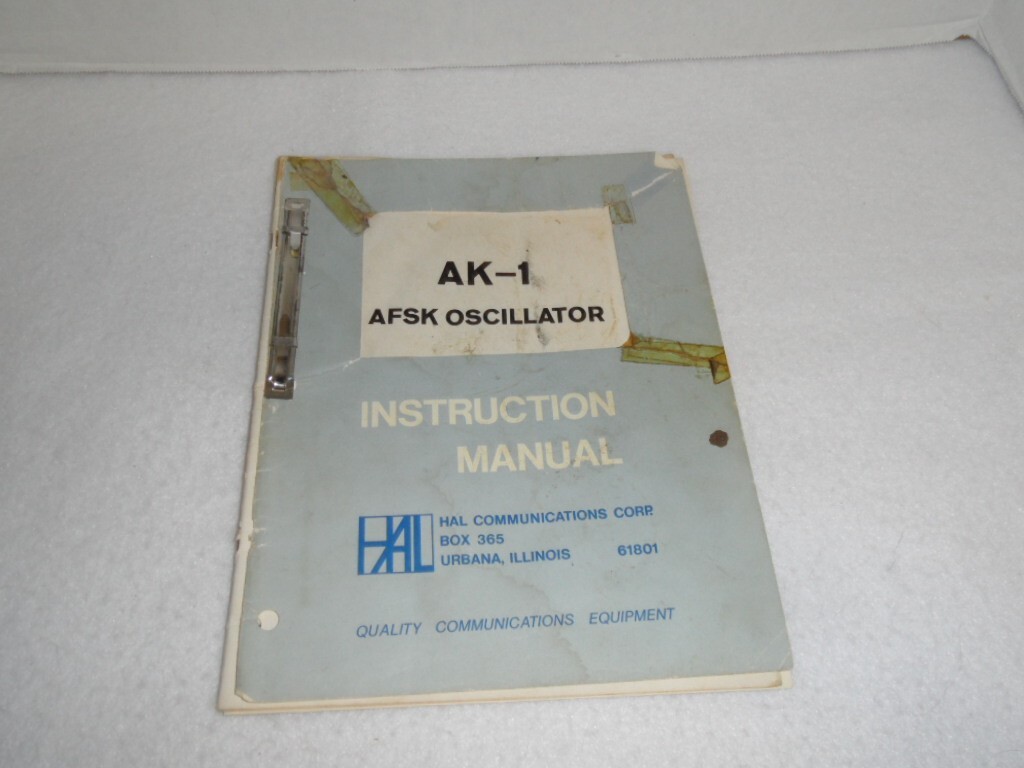 AK-1
AFSK OSCILLATOR
INSTRUCTION
MANUAL
HAL
HAL COMMUNICATIONS CORP.
BOX 365
URBANA, ILLINOIS 61801
QUALITY COMMUNICATIONS EQUIPMENT